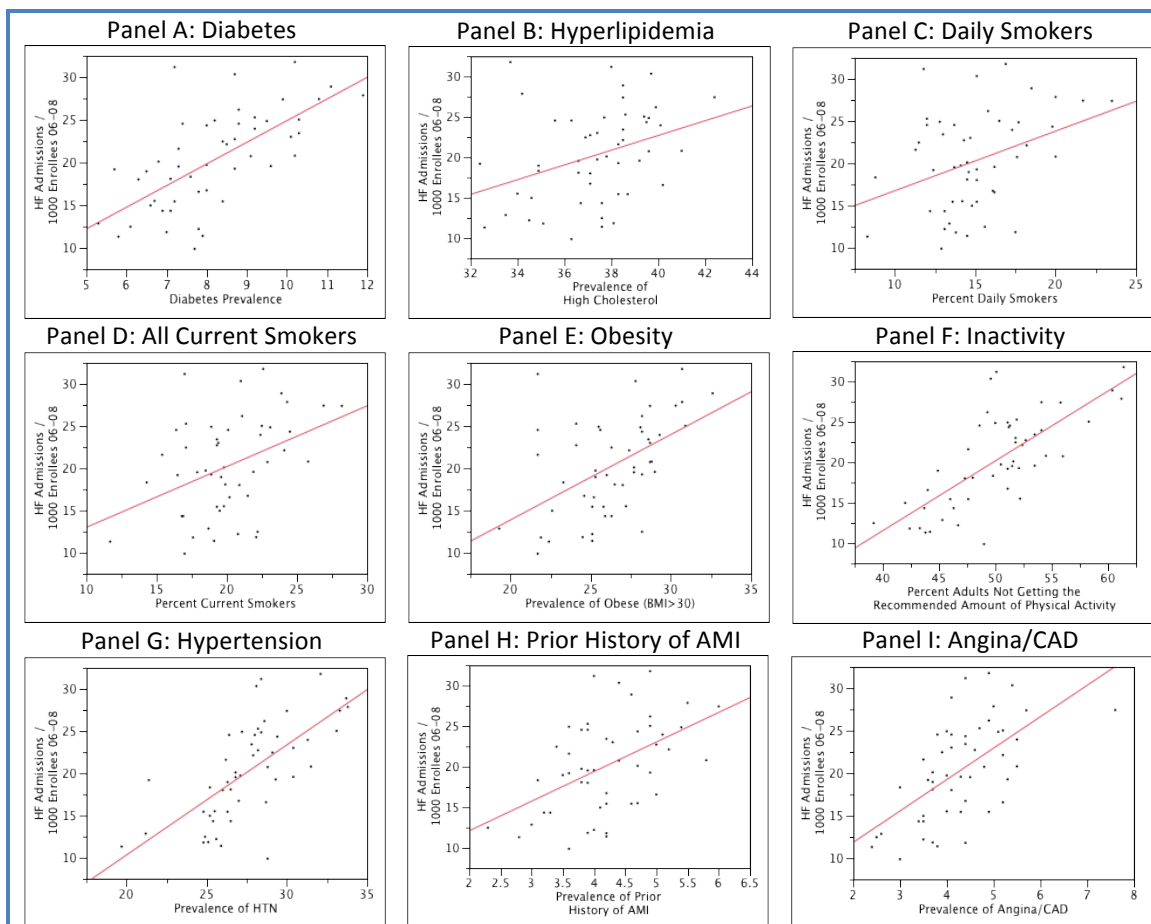 Panel A: Diabetes
HF Admissions /
1000 Enrollees 06-08
30
25
20
15
10
5 6 7 8 9 10 11 12
Diabetes Prevalence
Panel B: Hyperlipidemia
HF Admissions /
1000 Enrollees 06-08
30
25
20
15
10
32 34 36 38 40 42 44
Prevalence of
High Cholesterol
Panel C: Daily Smokers
HF Admissions /
1000 Enrollees 06-08
30
25
20
15
10
10 15 20 25
Percent Daily Smokers
Panel D: All Current Smokers
HF Admissions /
1000 Enrollees 06-08
30
25
20
15
10
10 15 20 25 30
Percent Current Smokers
Panel E: Obesity
HF Admissions /
1000 Enrollees 06-08
30
25
20
15
10
20 25 30 35
Prevalence of Obese (BMI>30)
Panel F: Inactivity
HF Admissions /
1000 Enrollees 06-08
30
25
20
15
10
40 45 50 55 60
Percent Adults Not Getting the
Recommended Amount of Physical Activity
Panel G: Hypertension
HF Admissions /
1000 Enrollees 06-08
30
25
20
15
10
20 25 30 35
Prevalence of HTN
Panel H: Prior History of AMI
HF Admissions /
1000 Enrollees 06-08
30
25
20
15
10
2 2.5 3 3.5 4 4.5 5 5.5 6 6.5
Prevalence of Prior
History of AMI
Panel I: Angina/CAD
HF Admissions /
1000 Enrollees 06-08
30
25
20
15
10
2 3 4 5 6 7 8
Prevalence of Angina/CAD